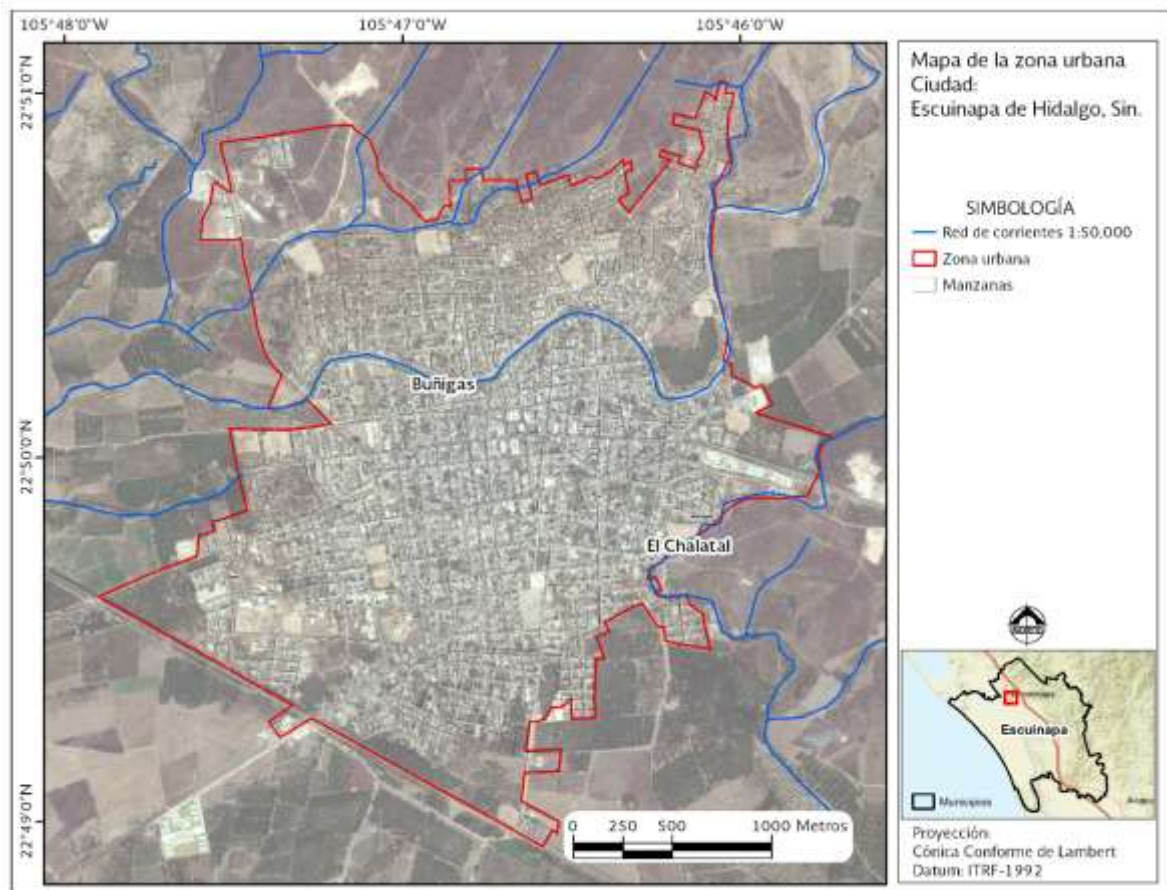 105°48'0"W
105°47'0"W
105°46'0"W
22°51'0"N
22°50'0"N
22°49'0"N
Buñigas
El Chalatal
0 250 500 1000 Metros
Mapa de la zona urbana
Ciudad:
Escuinapa de Hidalgo, Sin.
SIMBOLOGÍA
Red de corrientes 1:50,000
Zona urbana
Manzanas
Escuinapa
Municipios
Proyección:
Cónica Conforme de Lambert
Datum: ITRF-1992